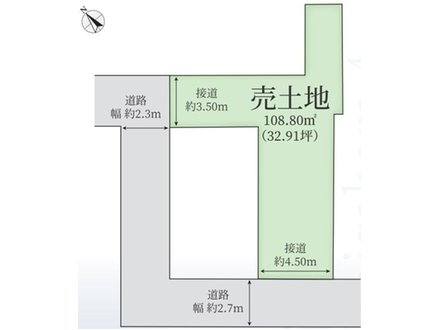 道路
幅 約2.3m
接道
約3.50m
売土地
108.80㎡
(32.91坪)
接道
約4.50m
道路
幅 約2.7m